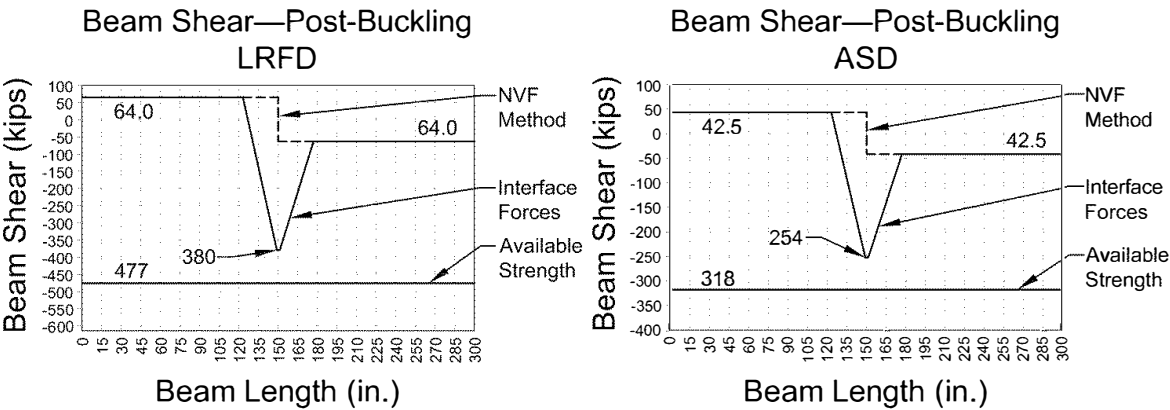 Beam Shear—Post-Buckling
LRFD
Beam Shear (kips)
100
50
0
-50
-100
-150
-200
-250
-300
-350
-400
-450
-500
-550
-600
64.0
64.0
380
477
NVF
Method
Interface
Forces
Available
Strength
0 15 30 45 60 75 90 105 120 135 150 165 180 195 210 225 240 255 270 285 300
Beam Length (in.)
Beam Shear—Post-Buckling
ASD
Beam Shear (kips)
100
50
0
-50
-100
-150
-200
-250
-300
-350
-400
42.5
42.5
254
318
NVF
Method
Interface
Forces
Available
Strength
0 15 30 45 60 75 90 105 120 135 150 165 180 195 210 225 240 255 270 285 300
Beam Length (in.)